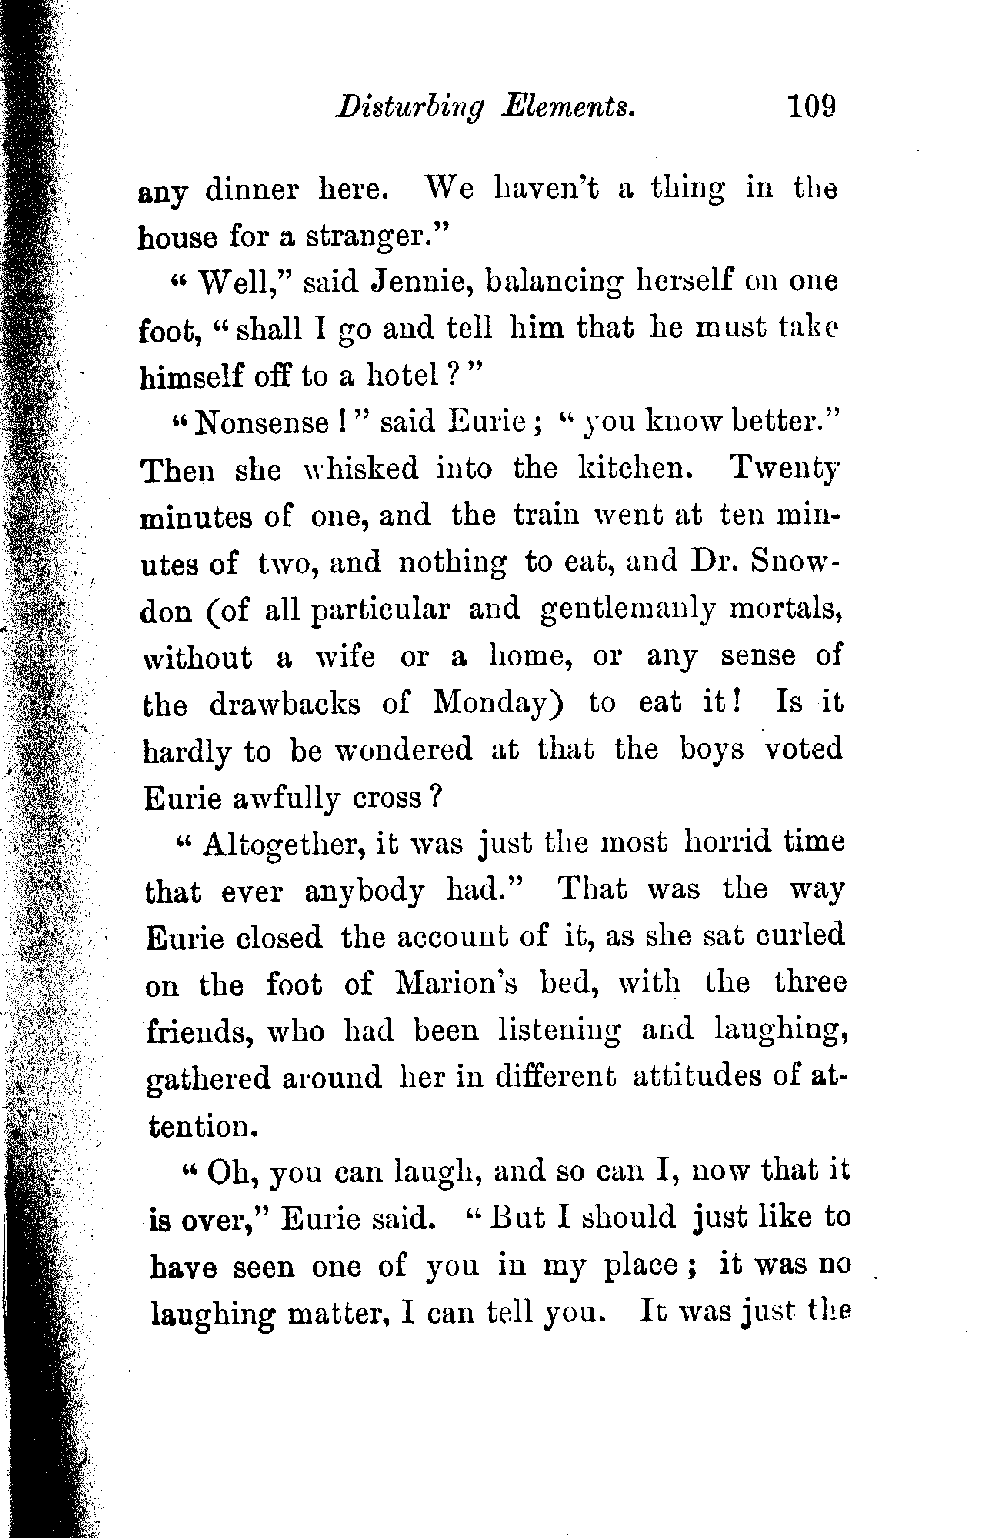 Disturbing Elements. 109
any dinner here. We haven't a thing in the
house for a stranger."
" Well," said Jennie, balancing herself on one
foot, " shall I go and tell him that he must take
himself off to a hotel ? "
" Nonsense ! " said Eurie ; " you know better."
Then she whisked into the kitchen. Twenty
minutes of one, and the train went at ten min-
utes of two, and nothing to eat, and Dr. Snow-
don (of all particular and gentlemanly mortals,
without a wife or a home, or any sense of
the drawbacks of Monday) to eat it! Is it
hardly to be wondered at that the boys voted
Eurie awfully cross ?
" Altogether, it was just the most horrid time
that ever anybody had." That was the way
Eurie closed the account of it, as she sat curled
on the foot of Marion's bed, with the three
friends, who had been listening and laughing,
gathered around her in different attitudes of at-
tention.
" Oh, you can laugh, and so can I, now that it
is over," Eurie said. " But I should just like to
have seen one of you in my place ; it was no
laughing matter, I can tell you. It was just the